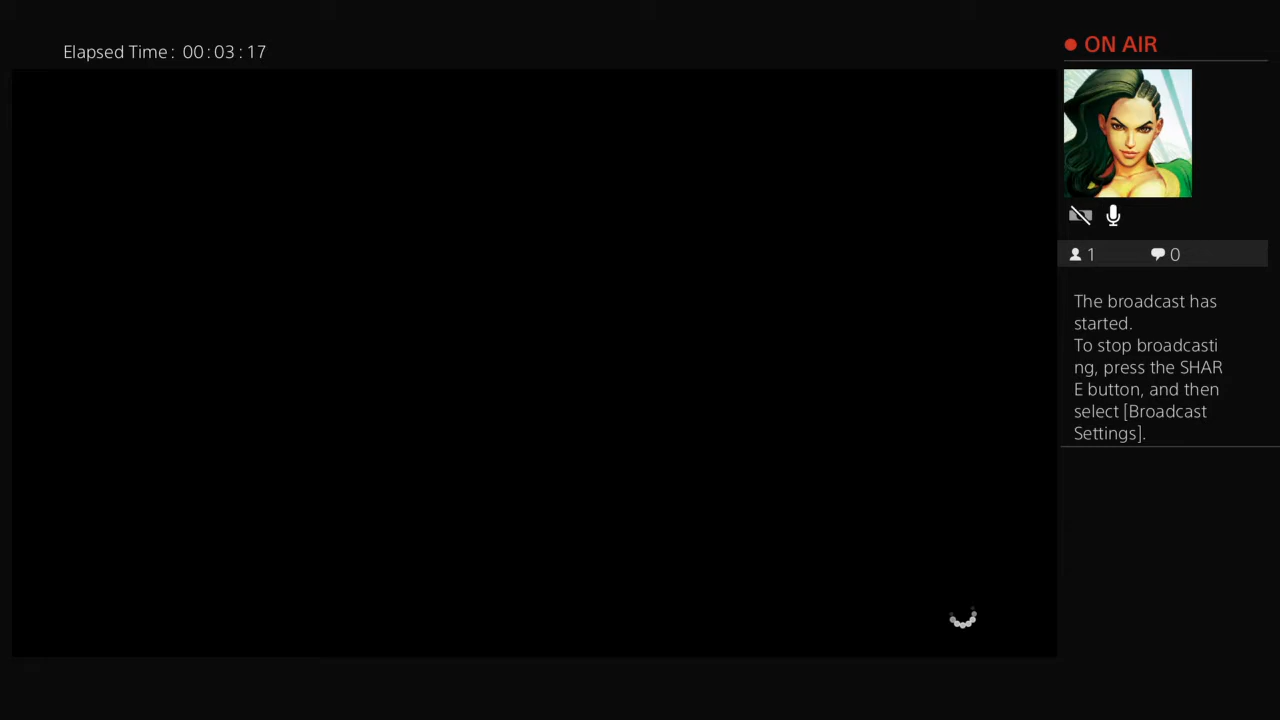 Elapsed Time: 00:03:17
ON AIR
1 0
The broadcast has
started.
To stop broadcasti
ng, press the SHAR
E button, and then
select [Broadcast
Settings].